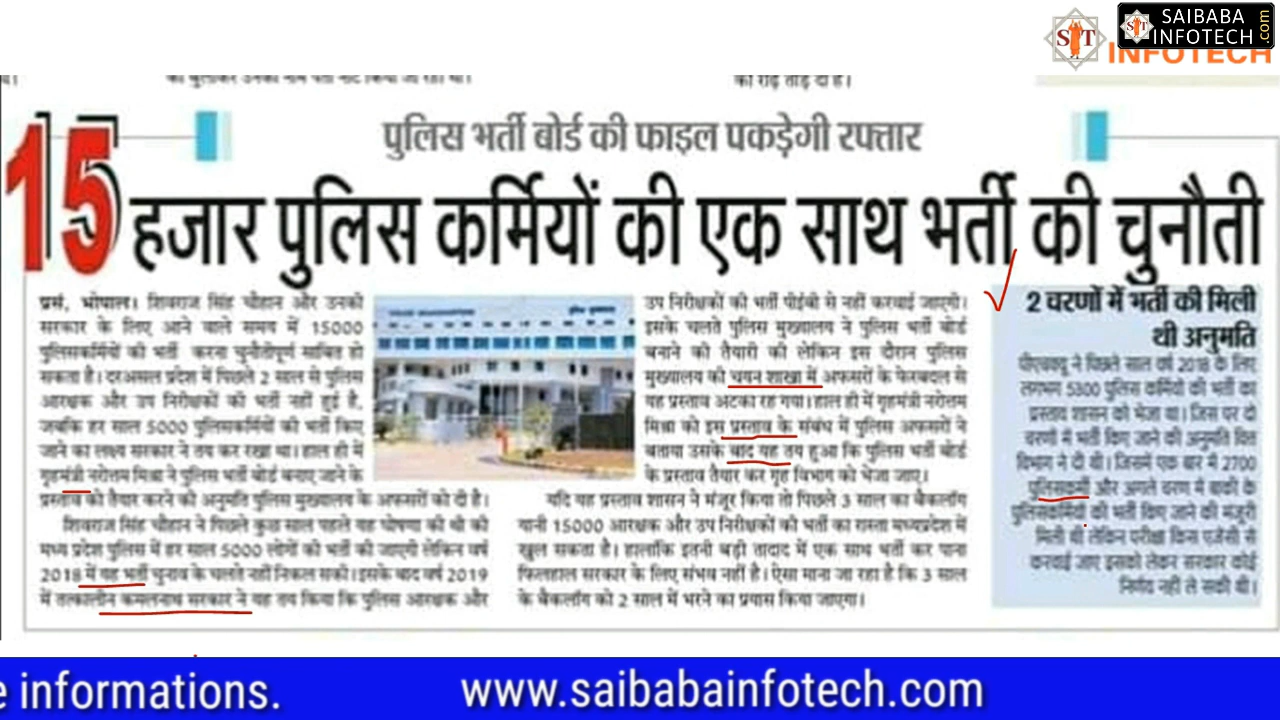 SAIBABA
INFOTECH.com
SIT
INFOTECH
पुलिस भर्ती बोर्ड की फाइल पकड़ेगी रफ्तार
15 हजार पुलिस कर्मियों की एक साथ भर्ती की चुनौती
प्रसं, भोपाल। शिवराज सिंह चौहान और उनकी
सरकार के लिए आने वाले समय में 15000
पुलिसकर्मियों की भर्ती करना चुनौतीपूर्ण साबित हो
सकता है। दरअसल प्रदेश में पिछले 2 साल से पुलिस
आरक्षक और उप निरीक्षकों की भर्ती नहीं हुई है,
जबकि हर साल 5000 पुलिसकर्मियों की भर्ती किए
जाने का लक्ष्य सरकार ने तय कर रखा था। हाल ही में
गृहमंत्री नरोत्तम मिश्रा ने पुलिस भर्ती बोर्ड बनाए जाने के
प्रस्ताव को तैयार करने की अनुमति पुलिस मुख्यालय के अफसरों को दी है।
शिवराज सिंह चौहान ने पिछले कुछ साल पहले यह घोषणा की थी की
मध्य प्रदेश पुलिस में हर साल 5000 लोगों को भर्ती की जाएगी लेकिन वर्ष
2018 में यह भर्ती चुनाव के चलते नहीं निकल सकी। इसके बाद वर्ष 2019
में तत्कालीन कमलनाथ सरकार ने यह तय किया कि पुलिस आरक्षक और
उप निरीक्षकों की भर्ती पीईबी से नहीं करवाई जाएगी।
इसके चलते पुलिस मुख्यालय ने पुलिस भर्ती बोर्ड
बनाने की तैयारी की लेकिन इस दौरान पुलिस
मुख्यालय की चयन शाखा में अफसरों के फेरबदल से
यह प्रस्ताव अटका रह गया। हाल ही में गृहमंत्री नरोत्तम
मिश्रा को इस प्रस्ताव के संबंध में पुलिस अफसरों ने
बताया उसके बाद यह तय हुआ कि पुलिस भर्ती बोर्ड
के प्रस्ताव तैयार कर गृह विभाग को भेजा जाए।
यदि यह प्रस्ताव शासन ने मंजूर किया तो पिछले 3 साल का बैकलॉग
यानी 15000 आरक्षक और उप निरीक्षकों को भर्ती का रास्ता मध्यप्रदेश में
खुल सकता है। हालांकि इतनी बड़ी तादाद में एक साथ भर्ती कर पाना
फिलहाल सरकार के लिए संभव नहीं है। ऐसा माना जा रहा है कि 3 साल
के बैकलॉग को 2 साल में भरने का प्रयास किया जाएगा।
2 चरणों में भर्ती की मिली
थी अनुमति
पीएचक्यू ने पिछले साल वर्ष 2018 के लिए
लगभग 5300 पुलिस कर्मियों की भर्ती का
प्रस्ताव शासन को भेजा था। जिस पर दो
चरणों में भर्ती किए जाने की अनुमति वित्त
विभाग ने दी थी। जिसमें एक बार में 2700
पुलिसकर्मी और अगले चरण में बाकी के
पुलिसकर्मियों की भर्ती किए जाने की मंजूरी
मिली थी लेकिन परीक्षा किस एजेंसी से
करवाई जाए इसको लेकर सरकार कोई
निर्णय नहीं ले सकी थी।
e informations.
www.saibabainfotech.com